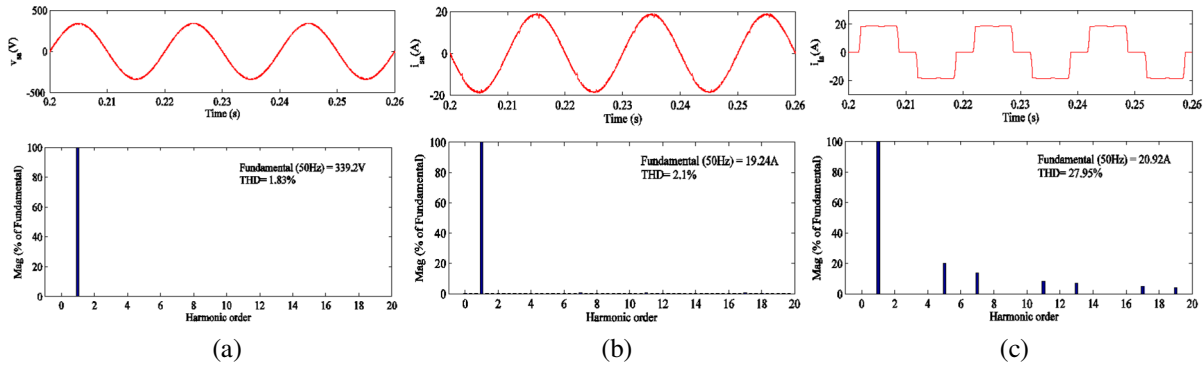 500
0
-500
v_sa(V)
0.2 0.21 0.22 0.23 0.24 0.25 0.26
Time (s)
100
80
60
40
20
0
Mag (% of Fundamental)
Fundamental (50Hz) = 339.2V
THD= 1.83%
0 2 4 6 8 10 12 14 16 18 20
Harmonic order
(a)
20
0
-20
i_sa(A)
0.2 0.21 0.22 0.23 0.24 0.25 0.26
Time (s)
100
80
60
40
20
0
Mag (% of Fundamental)
Fundamental (50Hz) = 19.24A
THD= 2.1%
0 2 4 6 8 10 12 14 16 18 20
Harmonic order
(b)
20
0
-20
i_la(A)
0.2 0.21 0.22 0.23 0.24 0.25 0.26
Time (s)
100
80
60
40
20
0
Mag (% of Fundamental)
Fundamental (50Hz) = 20.92A
THD= 27.95%
0 2 4 6 8 10 12 14 16 18 20
Harmonic order
(c)